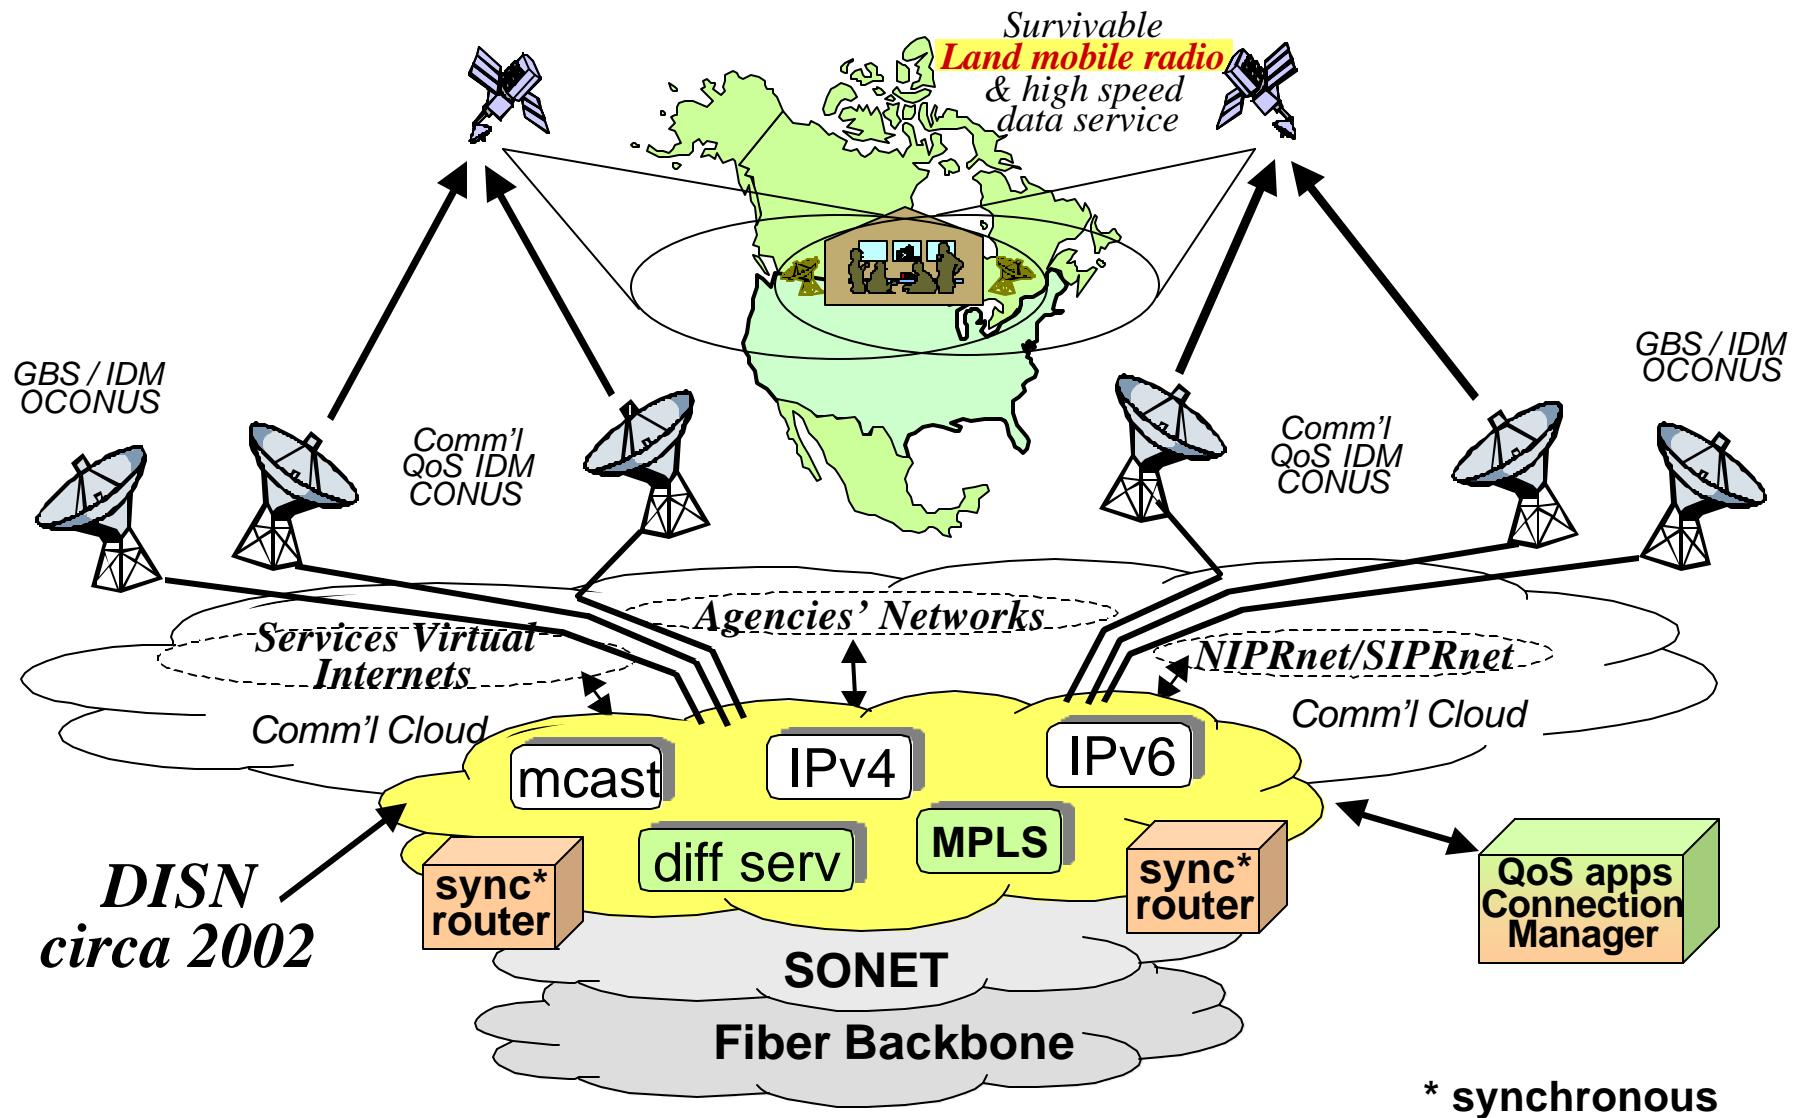 Survivable
Land mobile radio
& high speed
data service
GBS / IDM
OCONUS
Comm'l
QoS IDM
CONUS
Comm'l
QoS IDM
CONUS
GBS / IDM
OCONUS
Agencies' Networks
Services Virtual
Internets
NIPRnet/SIPRnet
Comm'l Cloud
Comm'l Cloud
mcast
IPv4
IPv6
diff serv
MPLS
sync*
router
sync*
router
QoS apps
Connection
Manager
DISN
circa 2002
SONET
Fiber Backbone
* synchronous